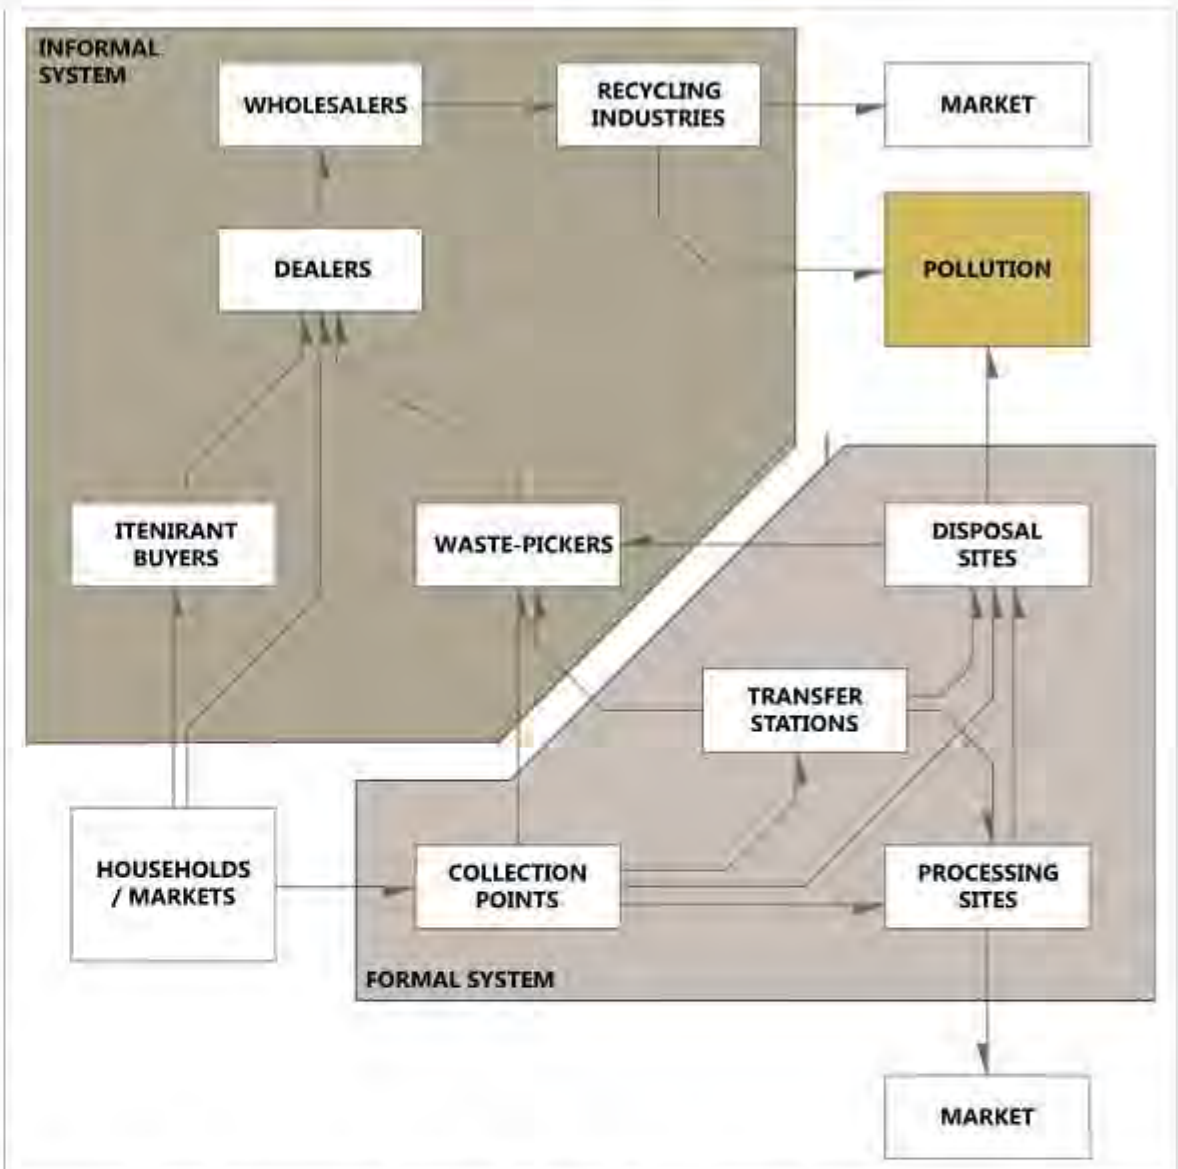 INFORMAL
SYSTEM
WHOLESALERS
RECYCLING
INDUSTRIES
MARKET
DEALERS
POLLUTION
ITENIRANT
BUYERS
WASTE-PICKERS
DISPOSAL
SITES
TRANSFER
STATIONS
HOUSEHOLDS
/ MARKETS
COLLECTION
POINTS
PROCESSING
SITES
FORMAL SYSTEM
MARKET